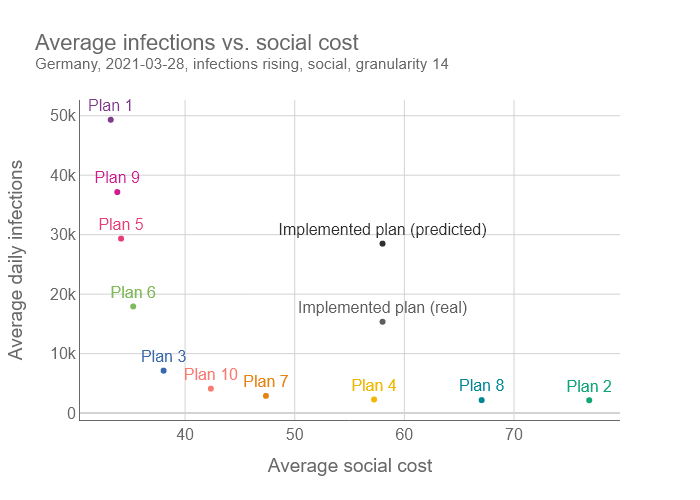 Average infections vs. social cost
Germany, 2021-03-28, infections rising, social, granularity 14
Average daily infections
50k
40k
30k
20k
10k
0
Plan 1
Plan 9
Plan 5
Implemented plan (predicted)
Plan 6
Implemented plan (real)
Plan 3
Plan 10
Plan 7
Plan 4
Plan 8
Plan 2
40
50
60
70
Average social cost